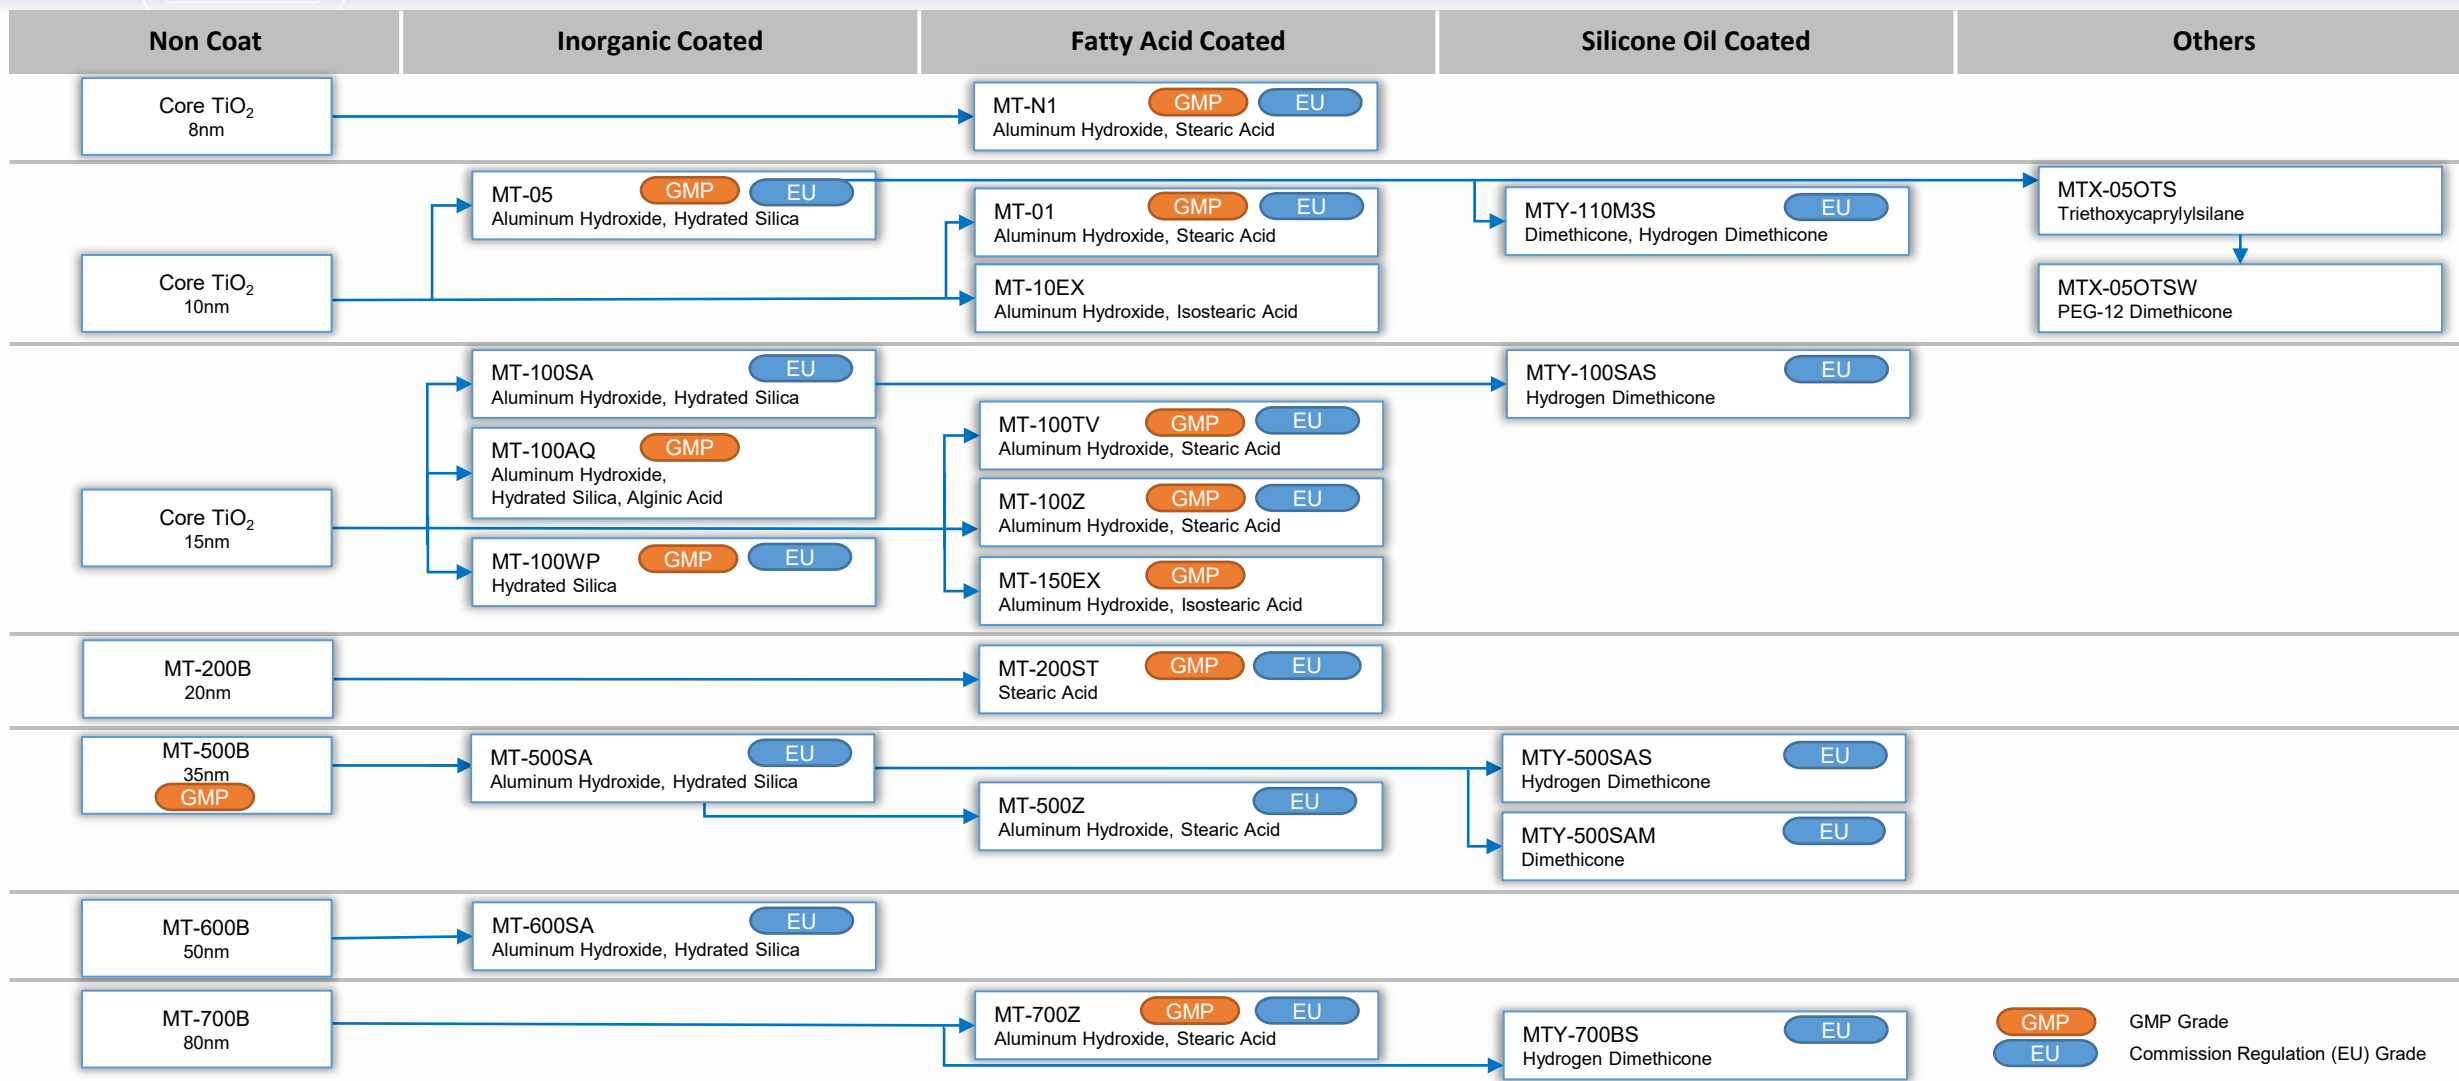 Non Coat
Inorganic Coated
Fatty Acid Coated
Silicone Oil Coated
Others
Core TiO₂
8nm
MT-N1
GMP
EU
Aluminum Hydroxide, Stearic Acid
Core TiO₂
10nm
MT-05
GMP
EU
Aluminum Hydroxide, Hydrated Silica
MT-01
GMP
EU
Aluminum Hydroxide, Stearic Acid
MT-10EX
Aluminum Hydroxide, Isostearic Acid
MTY-110M3S
EU
Dimethicone, Hydrogen Dimethicone
MTX-05OTS
Triethoxycaprylylsilane
MTX-05OTSW
PEG-12 Dimethicone
Core TiO₂
15nm
MT-100SA
EU
Aluminum Hydroxide, Hydrated Silica
MT-100AQ
GMP
Aluminum Hydroxide,
Hydrated Silica, Alginic Acid
MT-100WP
GMP
EU
Hydrated Silica
MT-100TV
GMP
EU
Aluminum Hydroxide, Stearic Acid
MT-100Z
GMP
EU
Aluminum Hydroxide, Stearic Acid
MT-150EX
GMP
Aluminum Hydroxide, Isostearic Acid
MTY-100SAS
EU
Hydrogen Dimethicone
MT-200B
20nm
MT-200ST
GMP
EU
Stearic Acid
MT-500B
35nm
GMP
MT-500SA
EU
Aluminum Hydroxide, Hydrated Silica
MT-500Z
EU
Aluminum Hydroxide, Stearic Acid
MTY-500SAS
EU
Hydrogen Dimethicone
MTY-500SAM
EU
Dimethicone
MT-600B
50nm
MT-600SA
EU
Aluminum Hydroxide, Hydrated Silica
MT-700B
80nm
MT-700Z
GMP
EU
Aluminum Hydroxide, Stearic Acid
MTY-700BS
EU
Hydrogen Dimethicone
GMP
GMP Grade
EU
Commission Regulation (EU) Grade